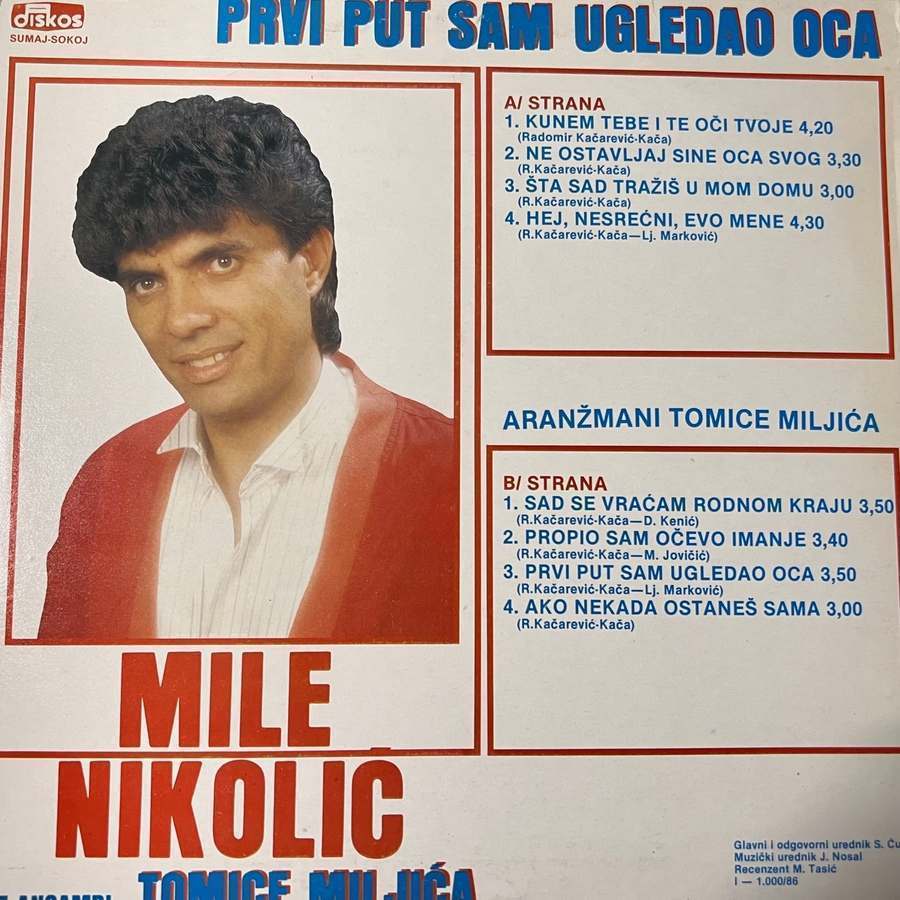 diskos
SUMAJ-SOKOJ
PRVI PUT SAM UGLEDAO OCA
A/ STRANA
1. KUNEM TEBE I TE OČI TVOJE 4,20
(Radomir Kačarević-Kača)
2. NE OSTAVLJAJ SINE OCA SVOG 3,30
(R.Kačarević-Kača)
3. ŠTA SAD TRAŽIŠ U MOM DOMU 3,00
(R.Kačarević-Kača)
4. HEJ, NESREĆNI, EVO MENE 4,30
(R.Kačarević-Kača—Lj. Marković)
ARANŽMANI TOMICE MILJIĆA
B/ STRANA
1. SAD SE VRAĆAM RODNOM KRAJU 3,50
(R.Kačarević-Kača—D. Kenić)
2. PROPIO SAM OČEVO IMANJE 3,40
(R.Kačarević-Kača—M. Jovičić)
3. PRVI PUT SAM UGLEDAO OCA 3,50
(R.Kačarević-Kača—Lj. Marković)
4. AKO NEKADA OSTANEŠ SAMA 3,00
(R.Kačarević-Kača)
MILE
NIKOLIĆ
TOMICE MILJIĆA
Glavni i odgovorni urednik S.
Muzički urednik J. Nosal
Recenzent M. Tasić
I — 1.000/86